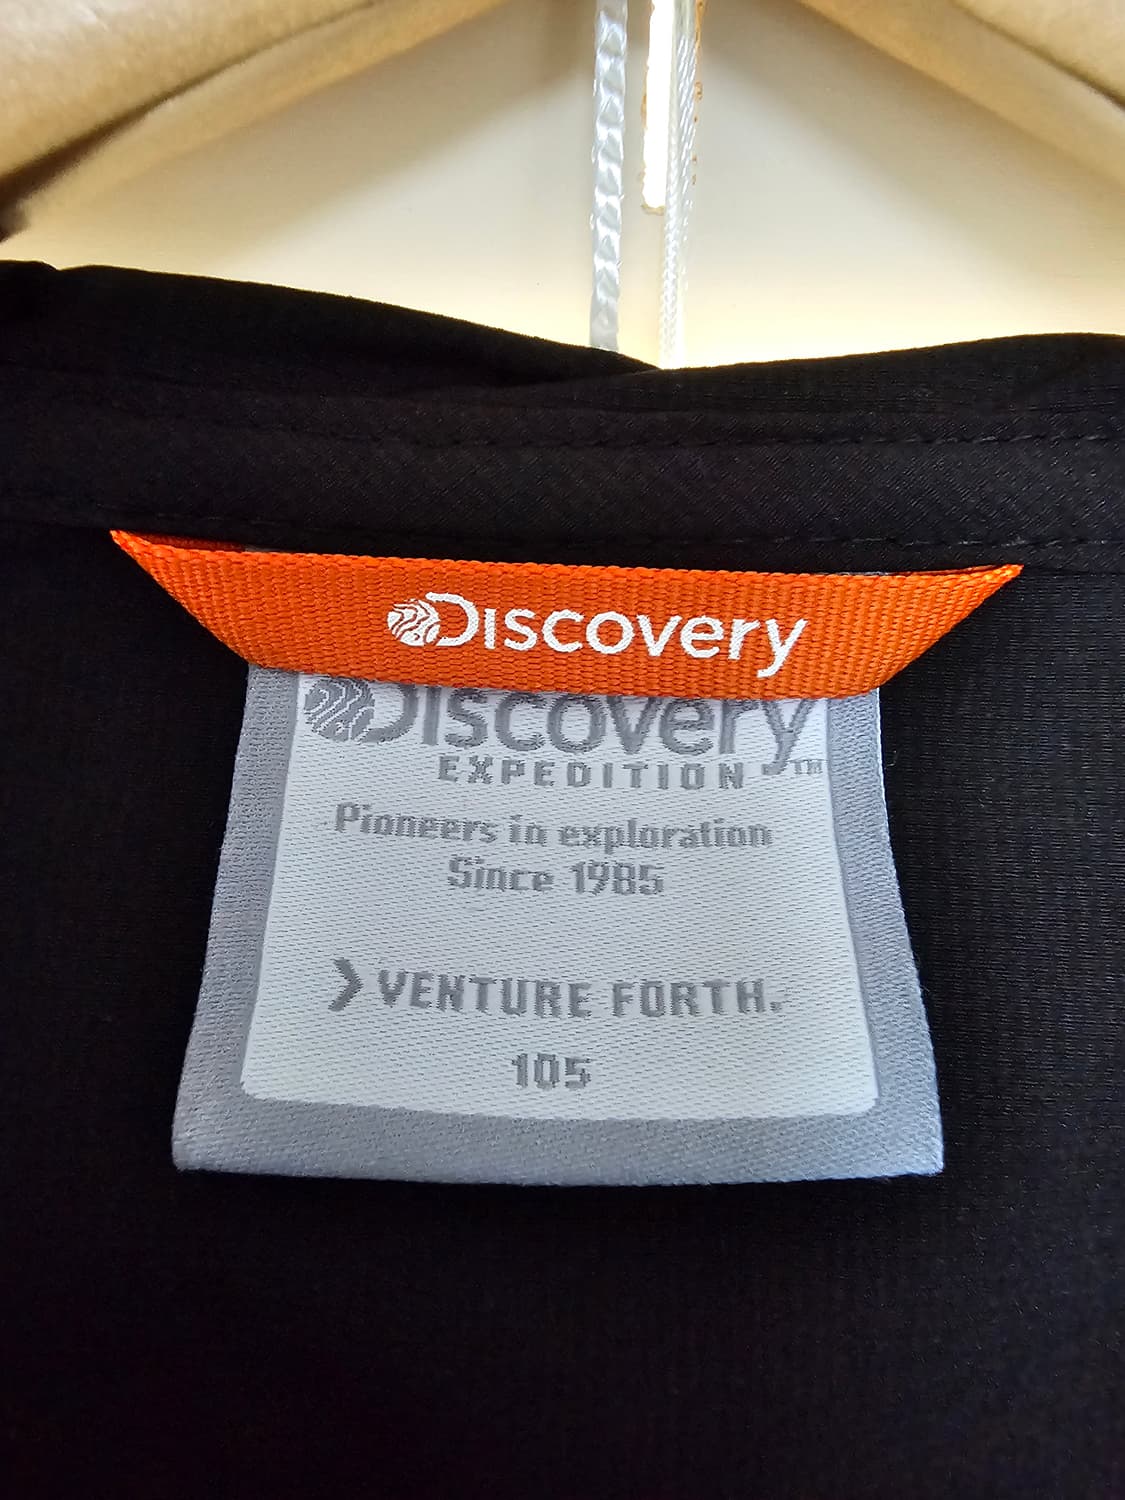 Discovery
Discovery
EXPEDITION™
Pioneers in exploration
Since 1985
VENTURE FORTH.
105